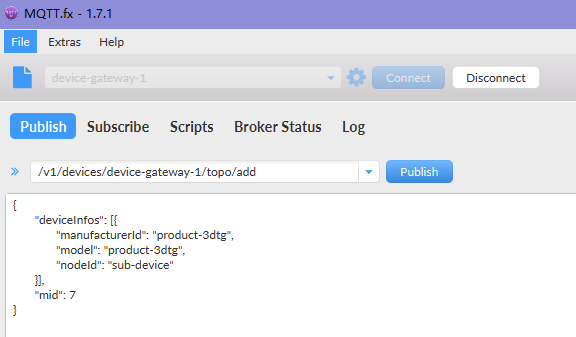 MQTT.fx - 1.7.1
File Extras Help
device-gateway-1 Connect Disconnect
Publish Subscribe Scripts Broker Status Log
/v1/devices/device-gateway-1/topo/add Publish
{
"deviceInfos": [{
"manufacturerId": "product-3dtg",
"model": "product-3dtg",
"nodeId": "sub-device"
}],
"mid": 7
}